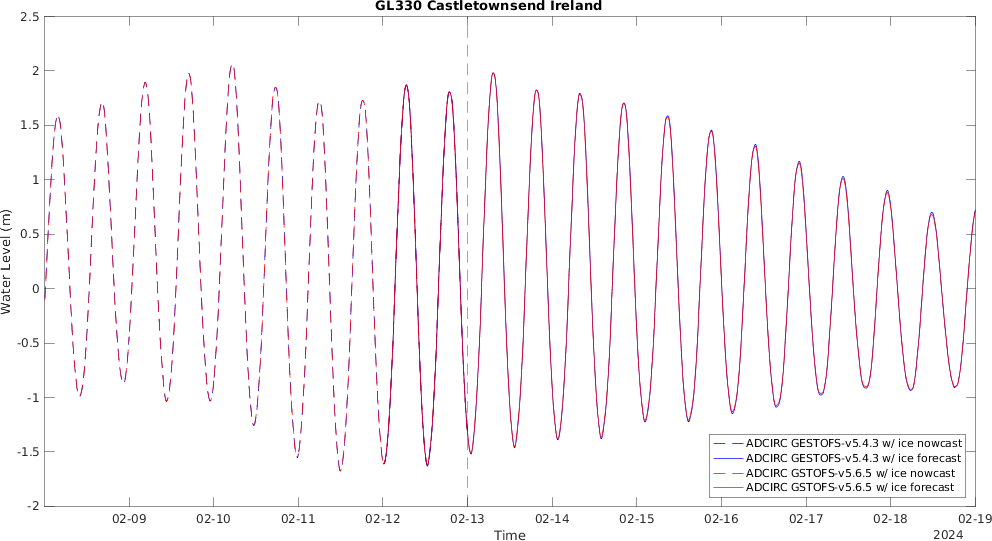 GL330 Castletownsend Ireland
2.5
2
1.5
1
0.5
0
-0.5
-1
-1.5
-2
Water Level (m)
ADCIRC GESTOFS-v5.4.3 w/ ice nowcast
ADCIRC GESTOFS-v5.4.3 w/ ice forecast
ADCIRC GSTOFS-v5.6.5 w/ ice nowcast
ADCIRC GSTOFS-v5.6.5 w/ ice forecast
02-09 02-10 02-11 02-12 02-13 02-14 02-15 02-16 02-17 02-18 02-19
Time
2024